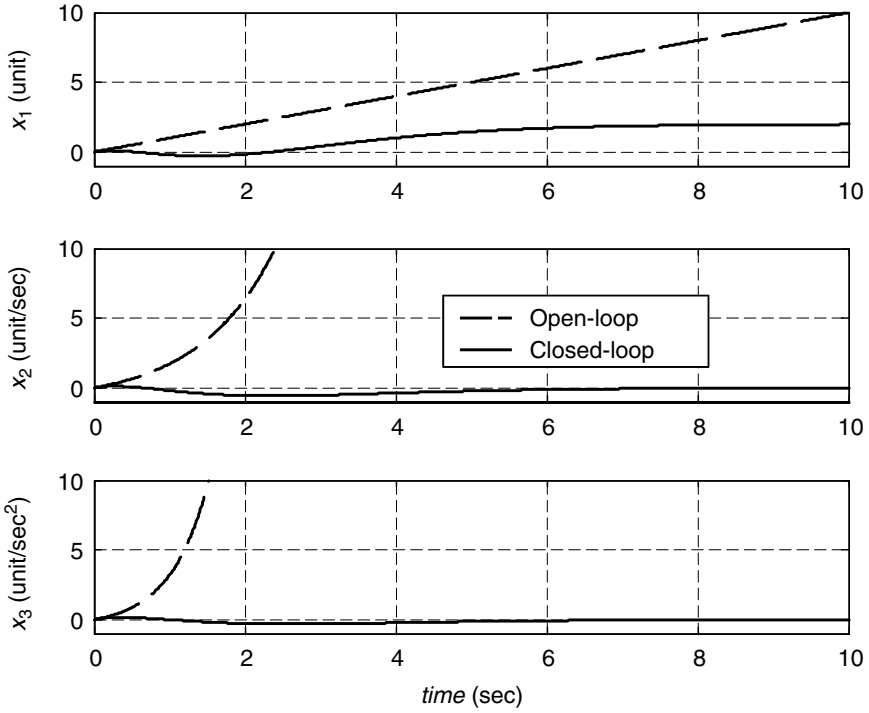 10
5
0
x1 (unit)
0 2 4 6 8 10
10
5
0
x2 (unit/sec)
Open-loop
Closed-loop
0 2 4 6 8 10
10
5
0
x3 (unit/sec2)
0 2 4 6 8 10
time (sec)